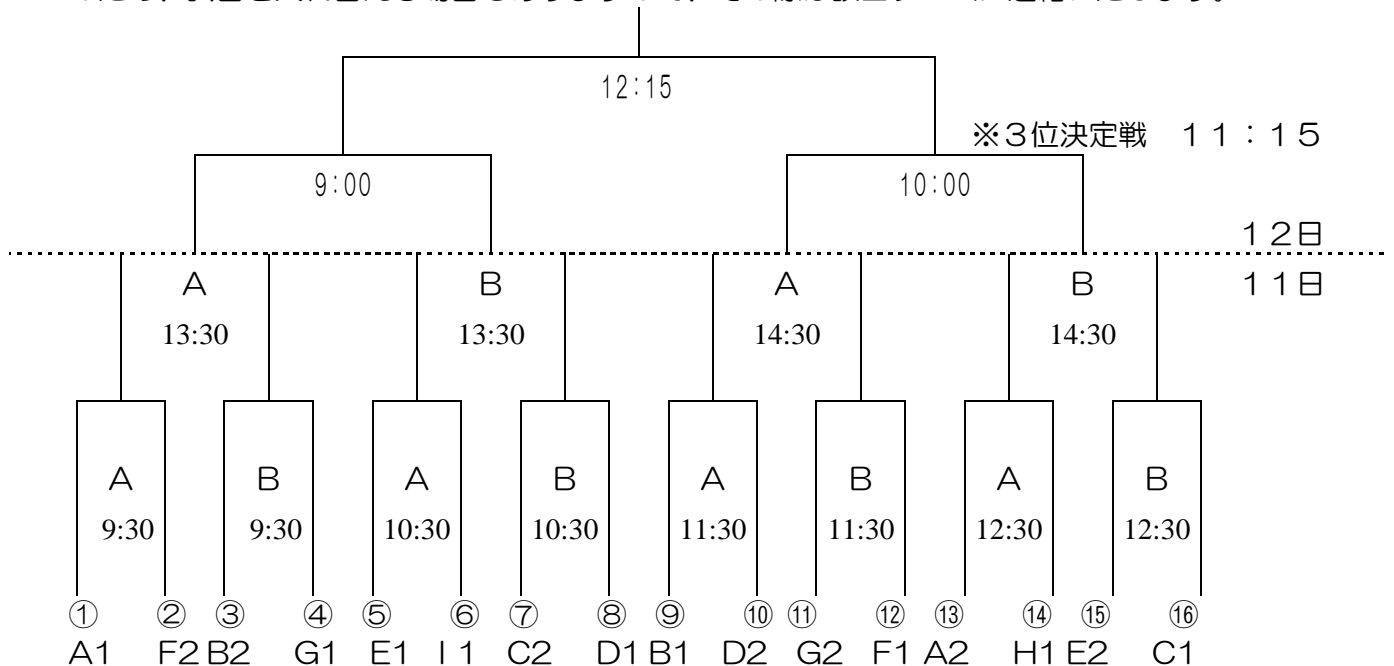 12:15
※３位決定戦　１１：１５
9:00 10:00
１２日
A B A B １１日
13:30 13:30 14:30 14:30
A B A B A B A B
9:30 9:30 10:30 10:30 11:30 11:30 12:30 12:30
① ② ③ ④ ⑤ ⑥ ⑦ ⑧ ⑨ ⑩ ⑪ ⑫ ⑬ ⑭ ⑮ ⑯
A1 F2 B2 G1 E1 I1 C2 D1 B1 D2 G2 F1 A2 H1 E2 C1